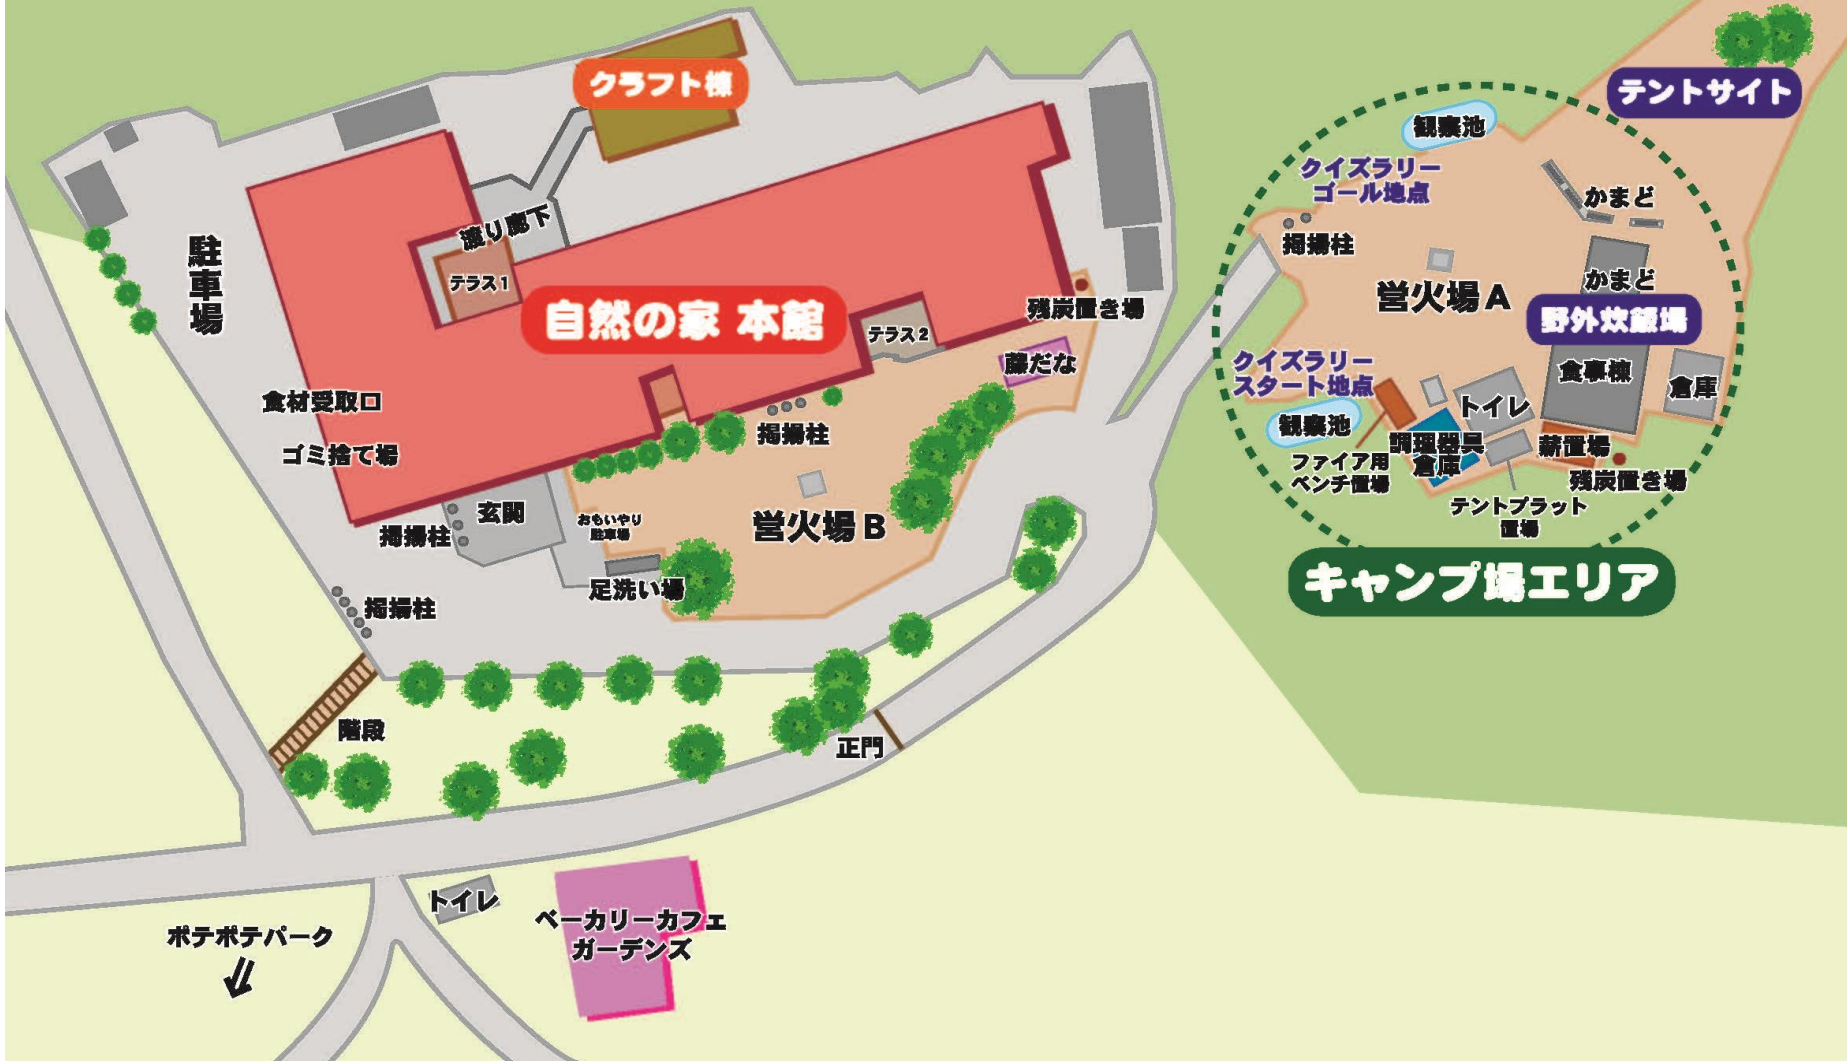 クラフト棟
渡り廊下
テラス1
駐車場
自然の家 本館
テラス2
残炭置き場
藤だな
食材受取口
ゴミ捨て場
掲揚柱
玄関
掲揚柱
おもいやり
駐車場
営火場B
足洗い場
掲揚柱
階段
正門
トイレ
ベーカリーカフェ
ガーデンズ
ポテポテパーク
テントサイト
観察池
クイズラリー
ゴール地点
かまど
掲揚柱
かまど
営火場A
野外炊飯場
クイズラリー
スタート地点
食事棟
倉庫
トイレ
観察池
調理器具
倉庫
薪置場
ファイア用
ベンチ置場
残炭置き場
テントプラット
置場
キャンプ場エリア